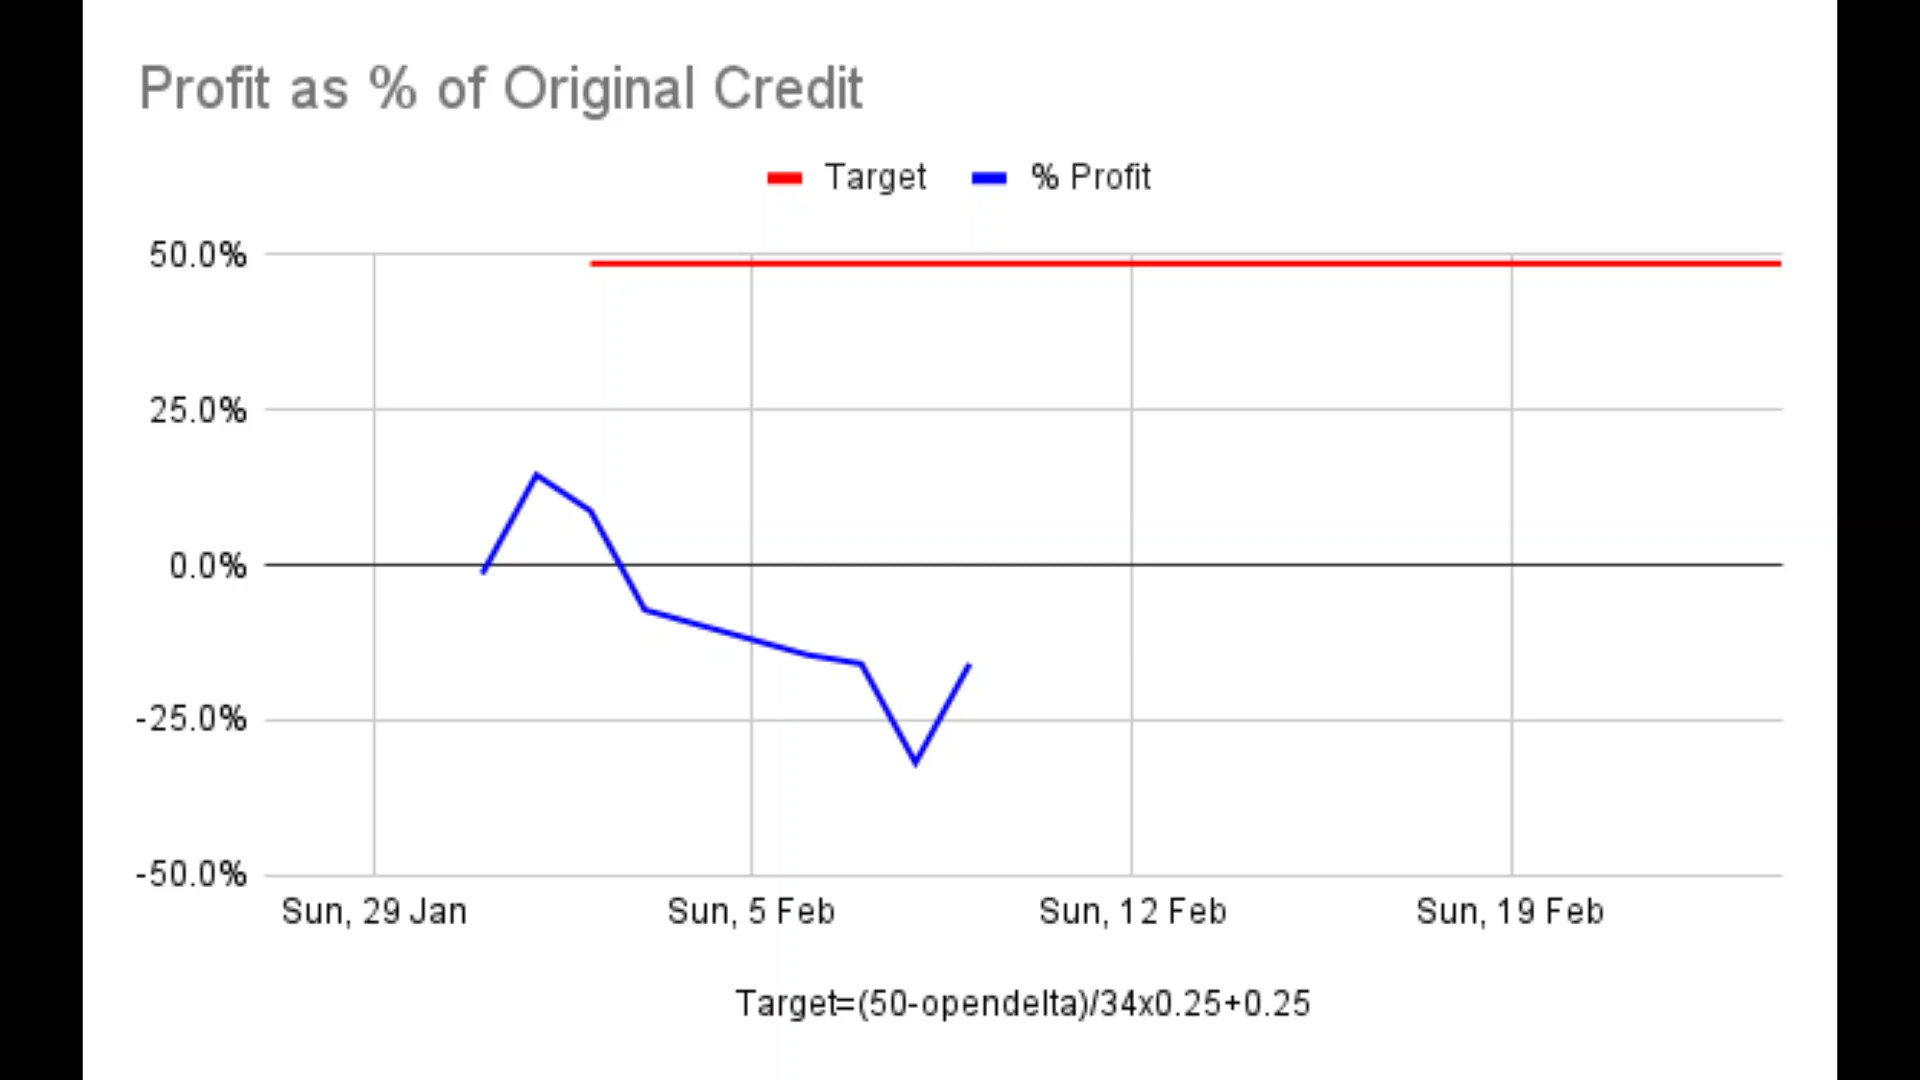 Profit as % of Original Credit
Target % Profit
50.0%
25.0%
0.0%
-25.0%
-50.0%
Sun, 29 Jan Sun, 5 Feb Sun, 12 Feb Sun, 19 Feb
Target=(50-opendelta)/34x0.25+0.25